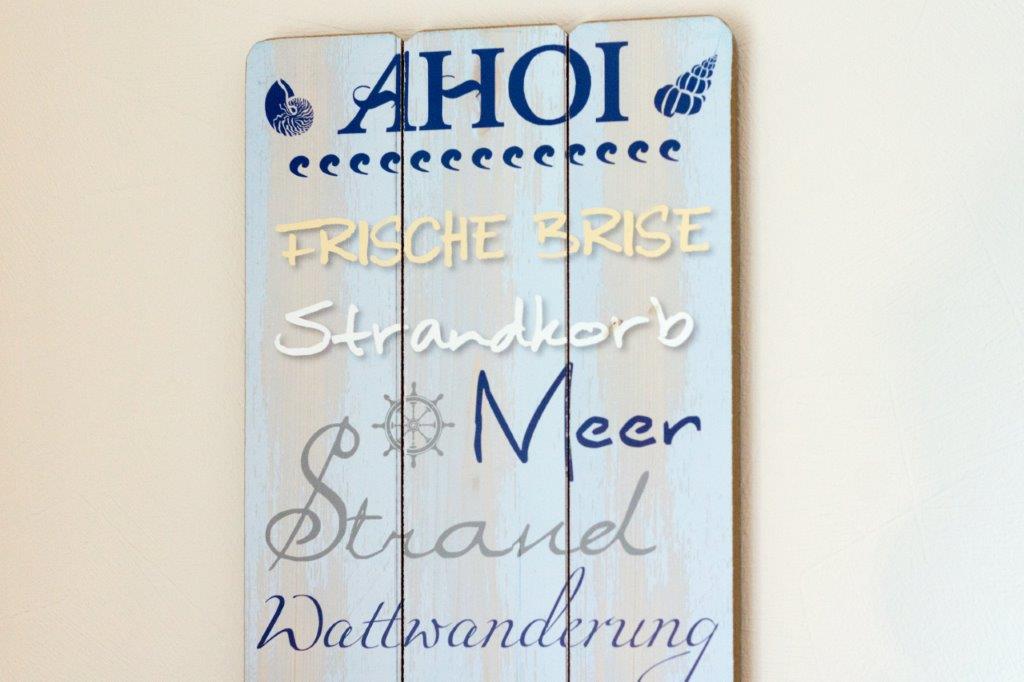 AHOI
FRISCHE BRISE
Strandkorb
Meer
Strand
Wattwanderung